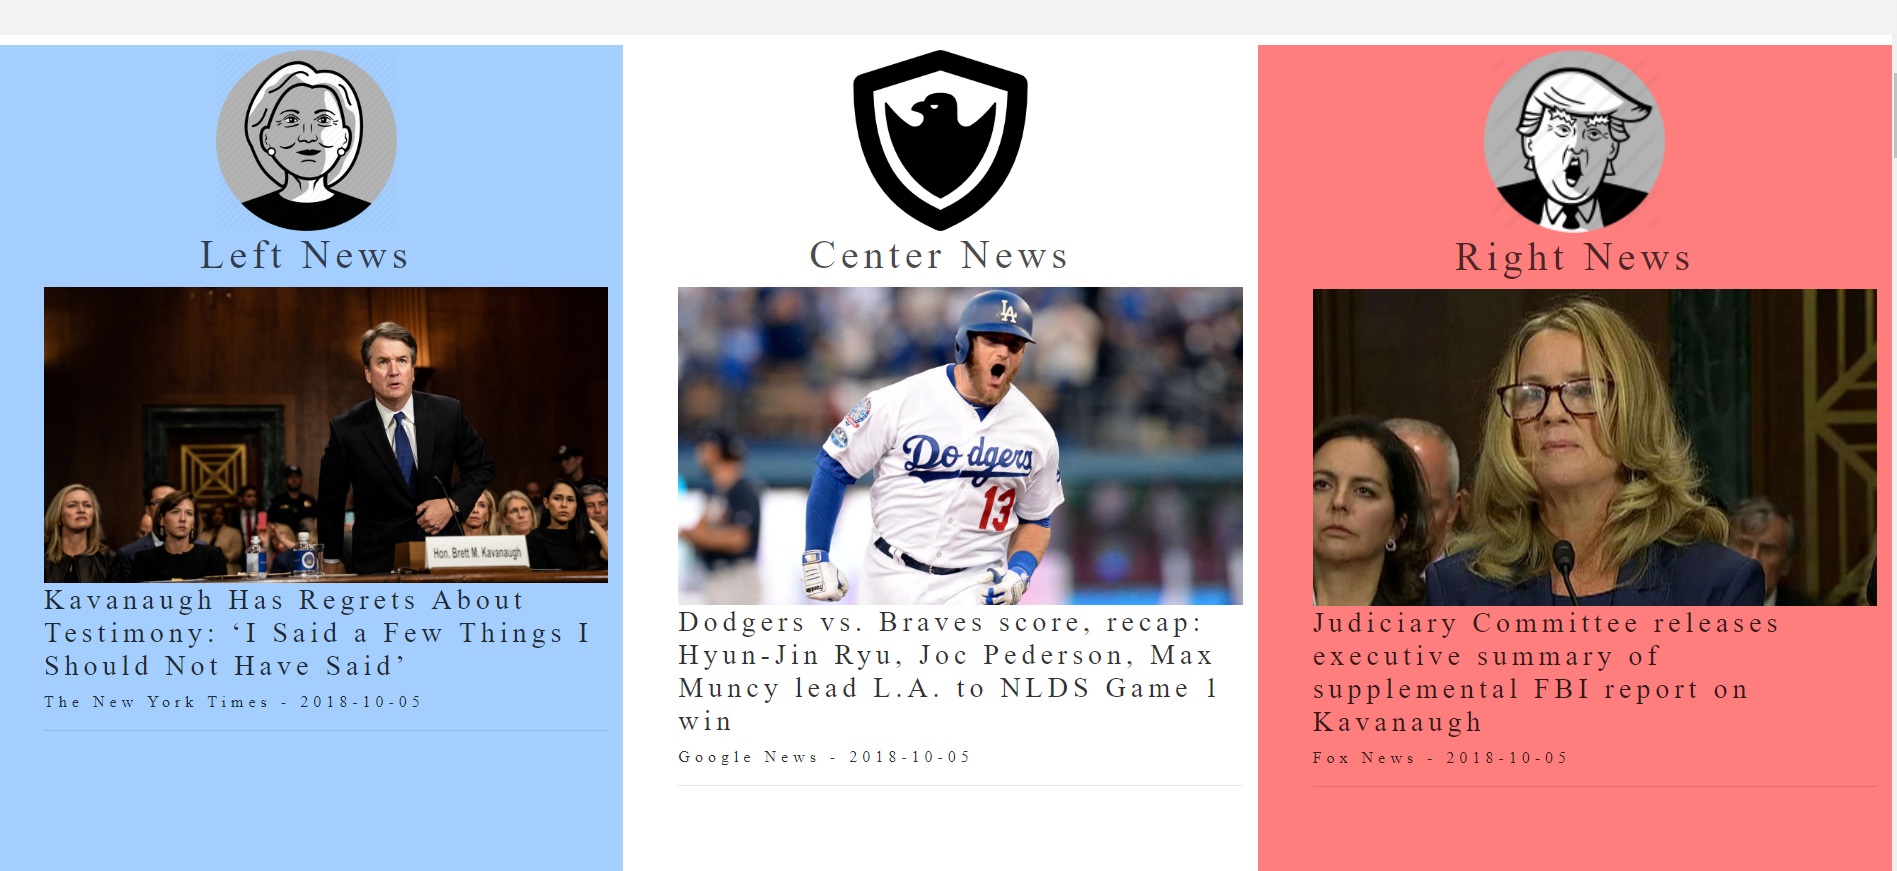 Left News
Hon. Brett M. Kavanaugh
Kavanaugh Has Regrets About
Testimony: ‘I Said a Few Things I
Should Not Have Said’
The New York Times - 2018-10-05
Center News
LA
Dodgers
13
Dodgers vs. Braves score, recap:
Hyun-Jin Ryu, Joc Pederson, Max
Muncy lead L.A. to NLDS Game 1
win
Google News - 2018-10-05
Right News
Judiciary Committee releases
executive summary of
supplemental FBI report on
Kavanaugh
Fox News - 2018-10-05